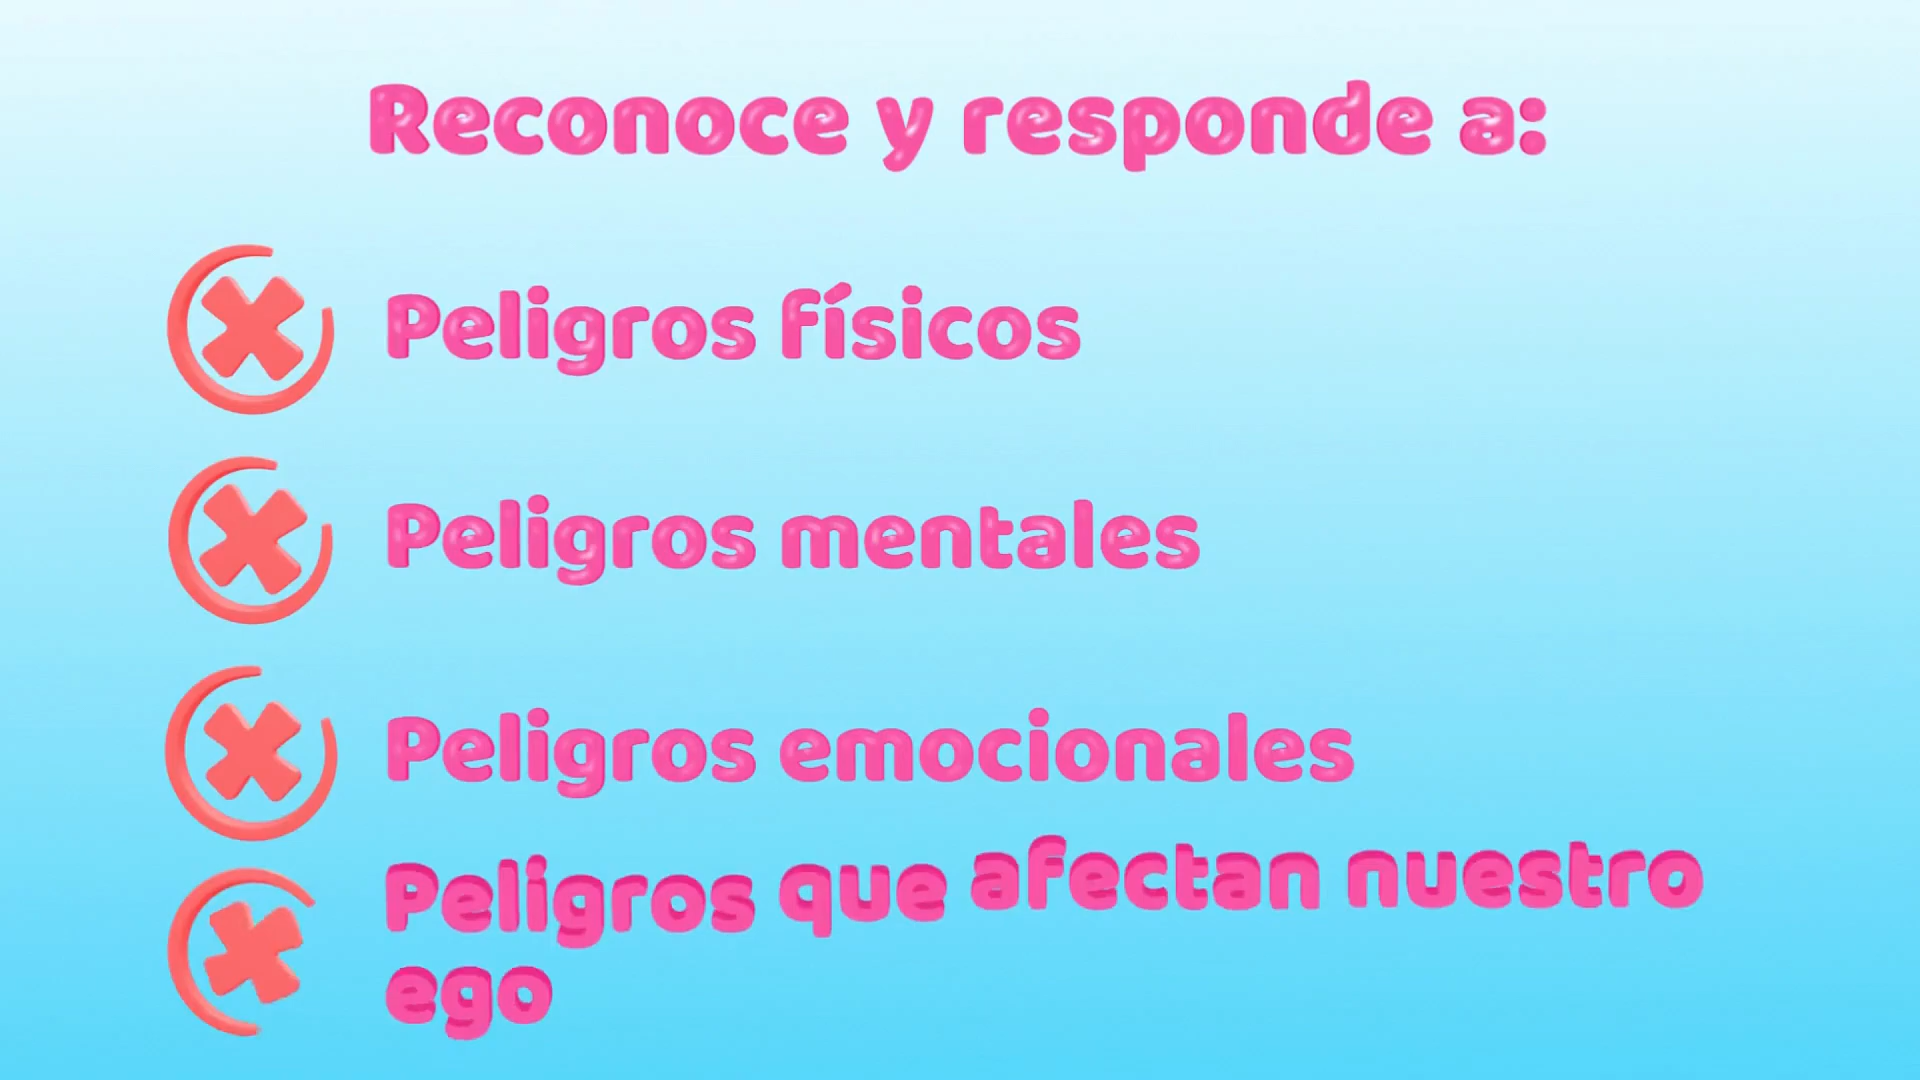 Reconoce y responde a:
Peligros físicos
Peligros mentales
Peligros emocionales
Peligros que afectan nuestro
ego